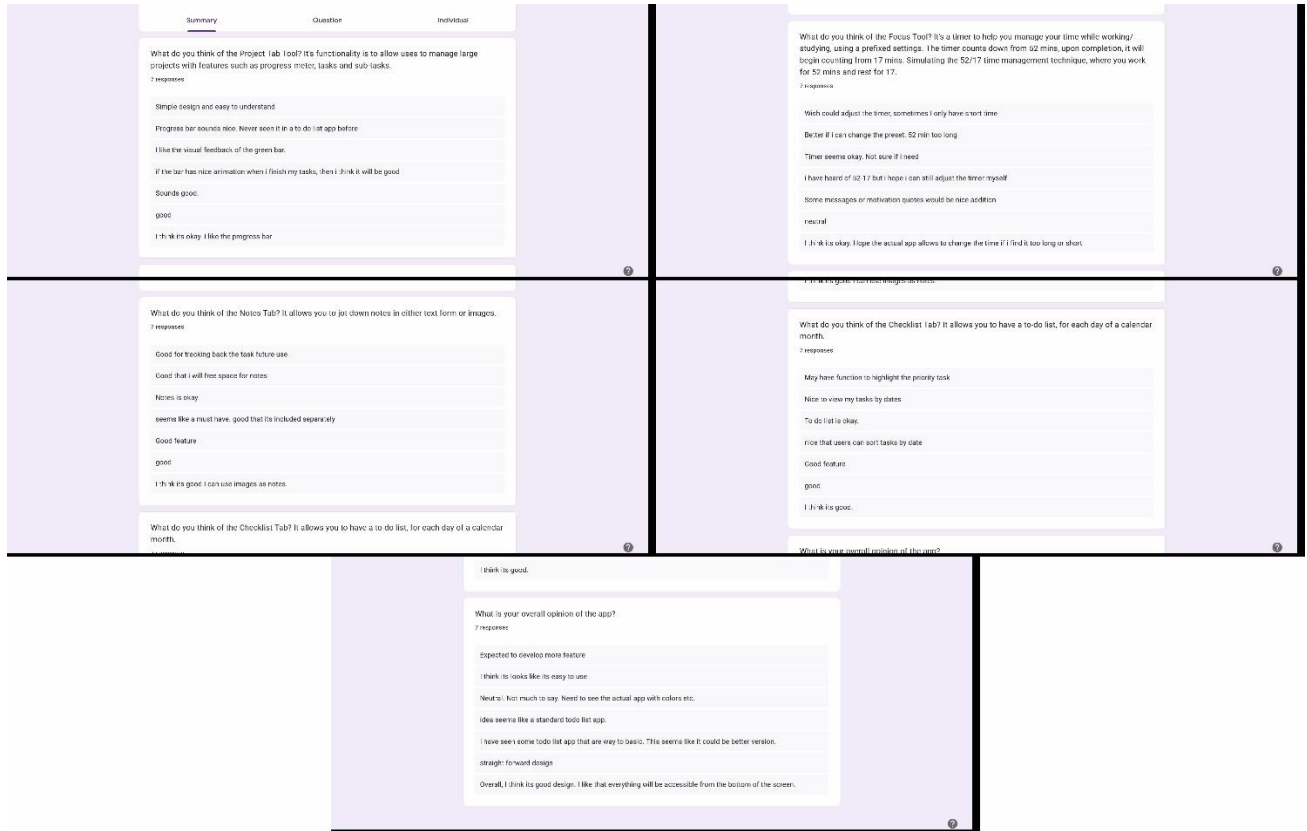 Summary Question Individual
What do you think of the Project Tab Tool? It's functionality is to allow uses to manage large
projects with features such as progress meter, tasks and sub-tasks.
7 responses
Simple design and easy to understand
Progress bar sounds nice. Never seen it in a to do list app before
I like the visual feedback of the green bar.
if the bar has nice animation when i finish my tasks, then i think it will be good
Sounds good.
good
I think its okay. I like the progress bar
What do you think of the Focus Tool? It's a timer to help you manage your time while working/
studying, using a prefixed settings. The timer counts down from 52 mins, upon completion, it will
begin counting from 17 mins. Simulating the 52/17 time management technique, where you work
for 52 mins and rest for 17.
7 responses
Wish could adjust the timer, sometimes I only have short time
Better if i can change the preset. 52 min too long
Timer seems okay. Not sure if I need
i have heard of 52-17 but i hope i can still adjust the timer myself
Some messages or motivation quotes would be nice addition
neutral
I think its okay. Hope the actual app allows to change the time if i find it too long or short
What do you think of the Notes Tab? It allows you to jot down notes in either text form or images.
7 responses
Good for tracking back the task future use
Good that i will free space for notes
Notes is okay.
seems like a must have. good that its included separately
Good feature
good
I think its good I can use images as notes.
What do you think of the Checklist Tab? It allows you to have a to do list, for each day of a calendar
month.
I think its good I can use images as notes.
What do you think of the Checklist Tab? It allows you to have a to-do list, for each day of a calendar
month.
7 responses
May have function to highlight the priority task
Nice to view my tasks by dates
To do list is okay.
nice that users can sort tasks by date
Good feature
good
I think its good.
What is your overall opinion of the app?
I think its good.
What is your overall opinion of the app?
7 responses
Expected to develop more feature
I think its looks like its easy to use
Neutral. Not much to say. Need to see the actual app with colors etc.
Idea seems like a standard todo list app.
I have seen some todo list app that are way to basic. This seems like it could be better version.
straight forward design
Overall, I think its good design. I like that everything will be accessible from the bottom of the screen.